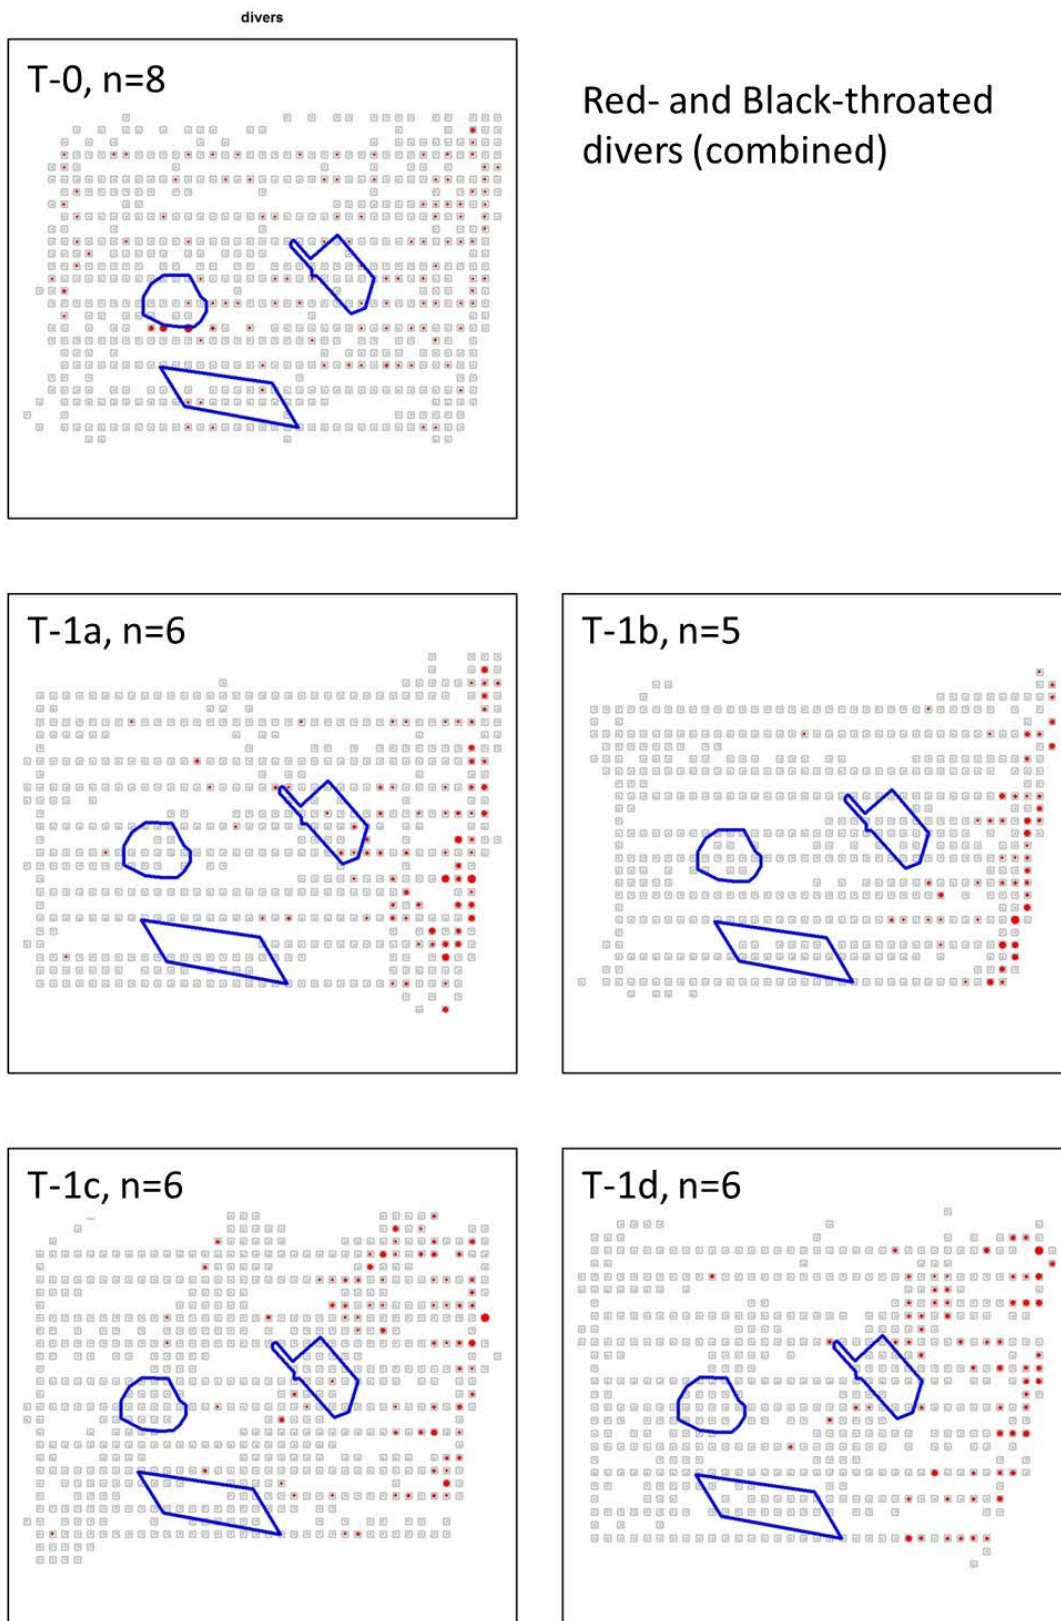 divers
T-0, n=8
Red- and Black-throated
divers (combined)
T-1a, n=6
T-1b, n=5
T-1c, n=6
T-1d, n=6